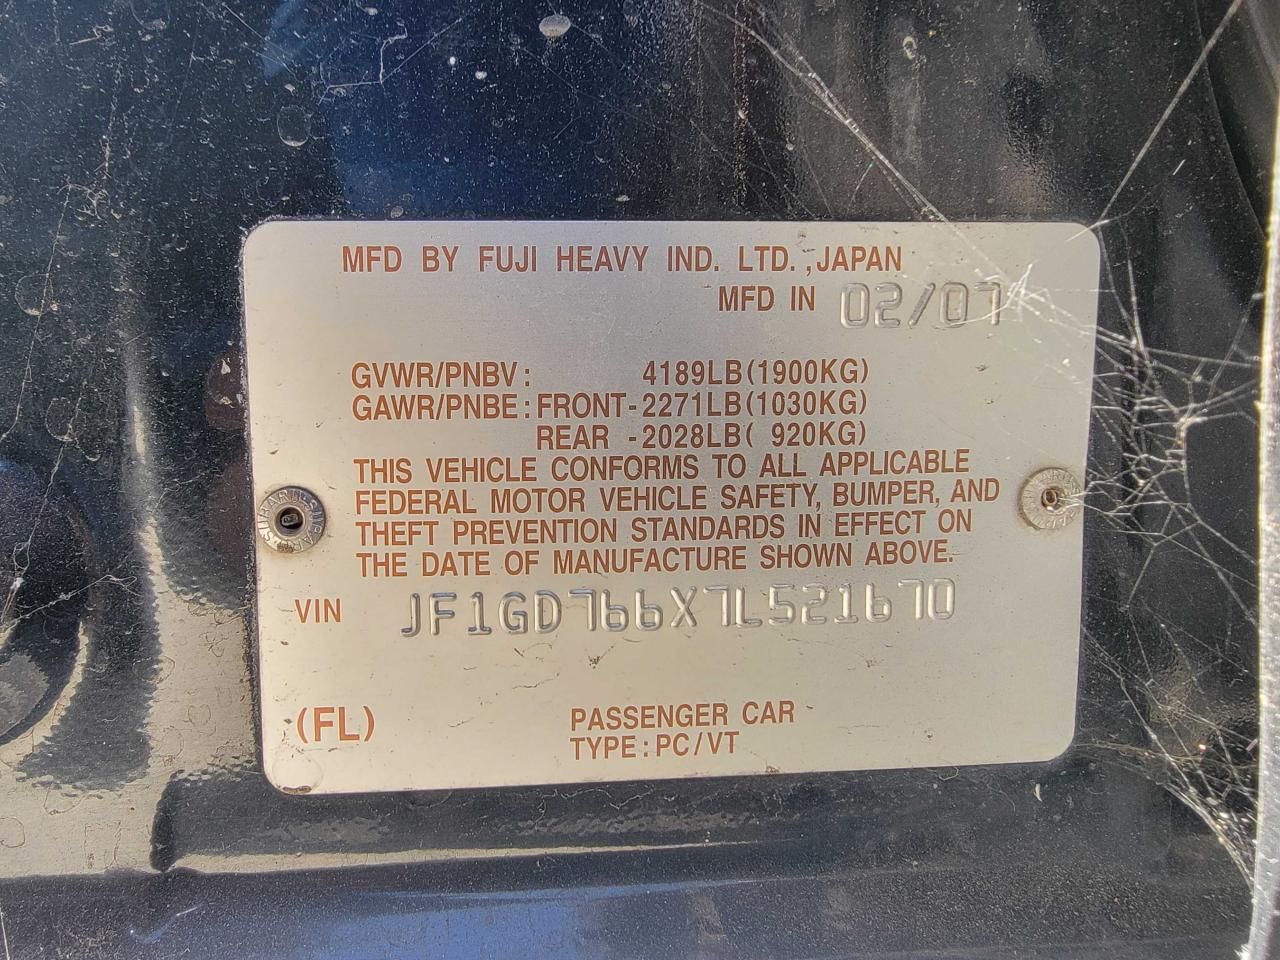 MFD BY FUJI HEAVY IND. LTD.,JAPAN
MFD IN 02/07
GVWR/PNBV: 4189LB(1900KG)
GAWR/PNBE:FRONT-2271LB(1030KG)
REAR -2028LB( 920KG)
THIS VEHICLE CONFORMS TO ALL APPLICABLE
FEDERAL MOTOR VEHICLE SAFETY, BUMPER, AND
THEFT PREVENTION STANDARDS IN EFFECT ON
THE DATE OF MANUFACTURE SHOWN ABOVE.
VIN JF1GD766X7L521670
(FL) PASSENGER CAR
TYPE:PC/VT